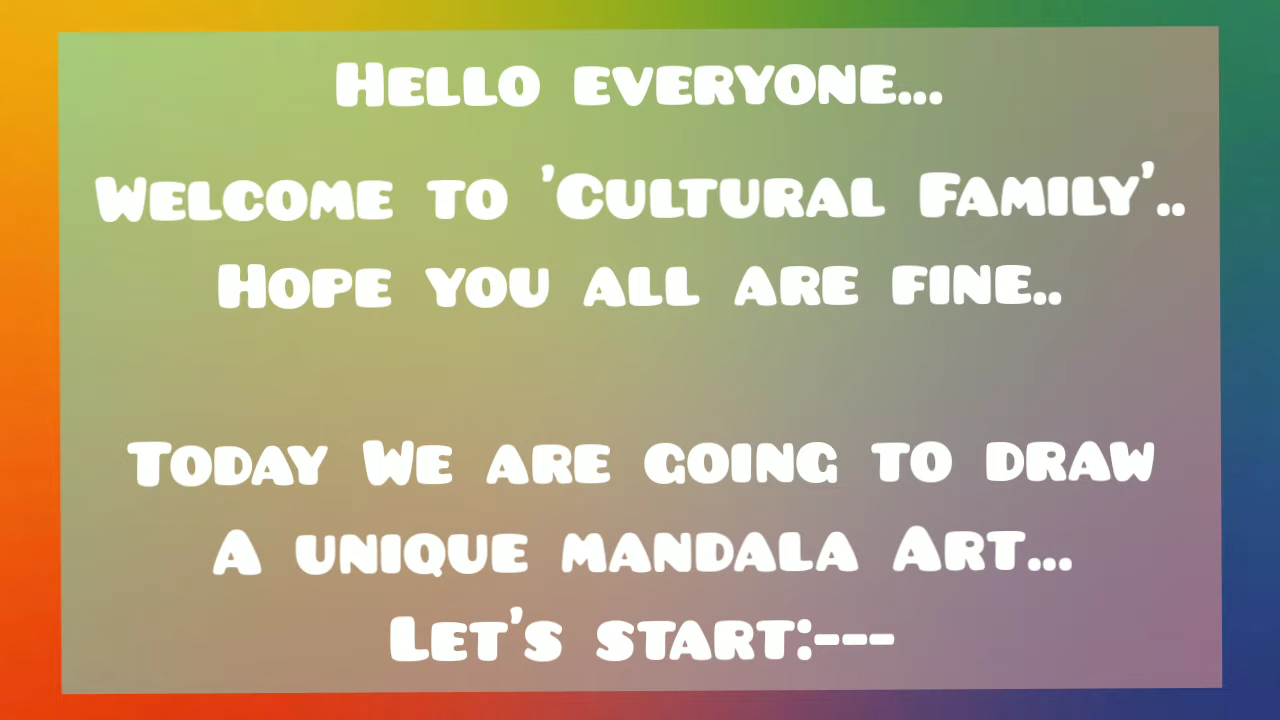 Hello everyone...
Welcome to 'Cultural Family'..
Hope you all are fine..
Today We are going to draw
a unique mandala Art...
Let's start:---